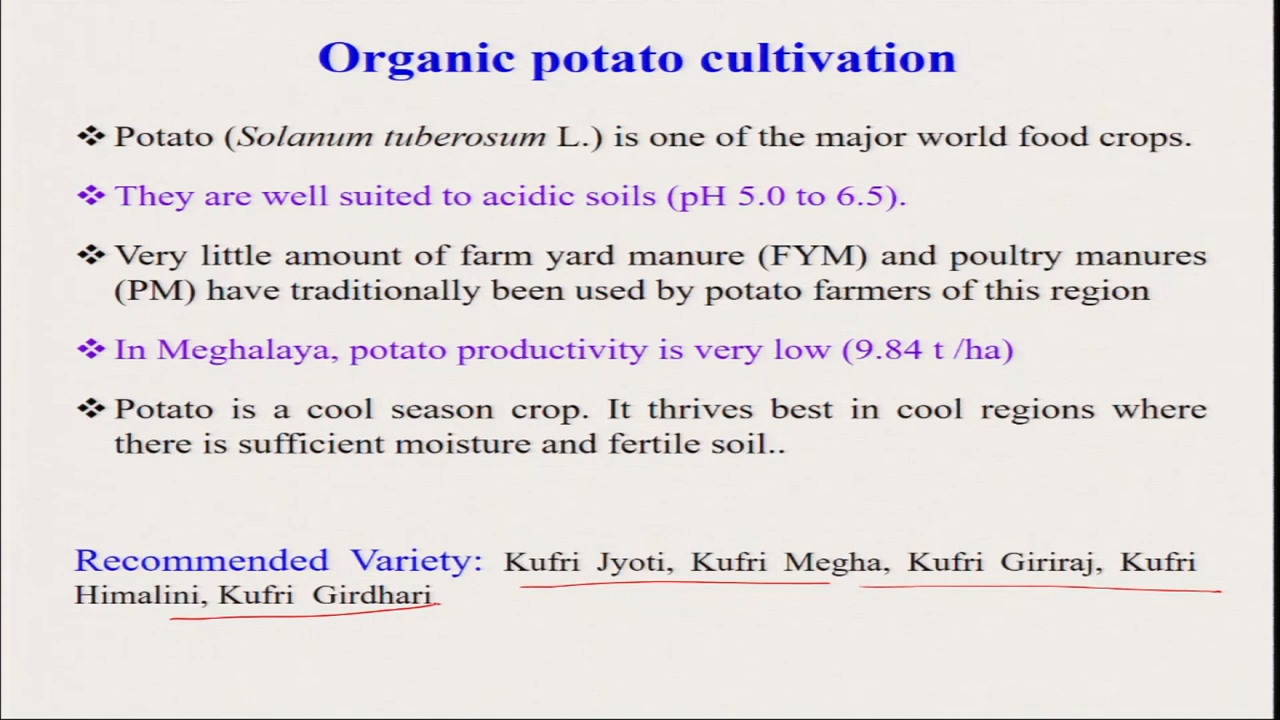 Organic potato cultivation
❖ Potato (Solanum tuberosum L.) is one of the major world food crops.
❖ They are well suited to acidic soils (pH 5.0 to 6.5).
❖ Very little amount of farm yard manure (FYM) and poultry manures
(PM) have traditionally been used by potato farmers of this region
❖ In Meghalaya, potato productivity is very low (9.84 t /ha)
❖ Potato is a cool season crop. It thrives best in cool regions where
there is sufficient moisture and fertile soil..
Recommended Variety: Kufri Jyoti, Kufri Megha, Kufri Giriraj, Kufri
Himalini, Kufri Girdhari